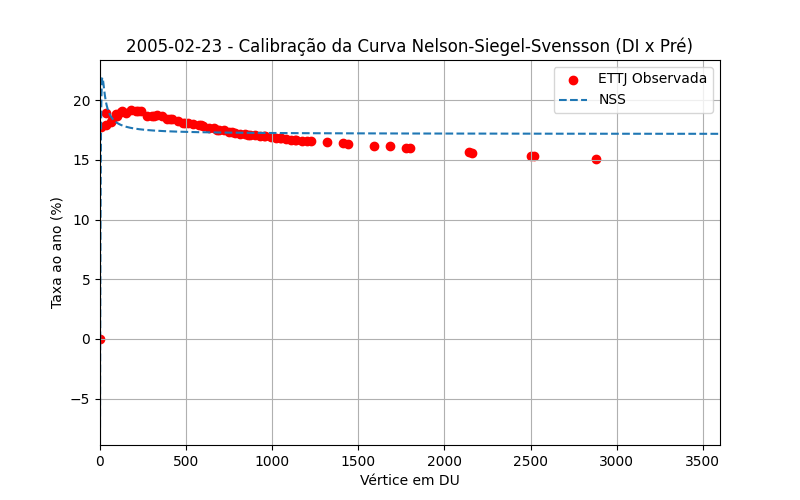 2005-02-23 - Calibração da Curva Nelson-Siegel-Svensson (DI x Pré)
ETTJ Observada
NSS
Taxa ao ano (%)
20
15
10
5
0
−5
0 500 1000 1500 2000 2500 3000 3500
Vértice em DU